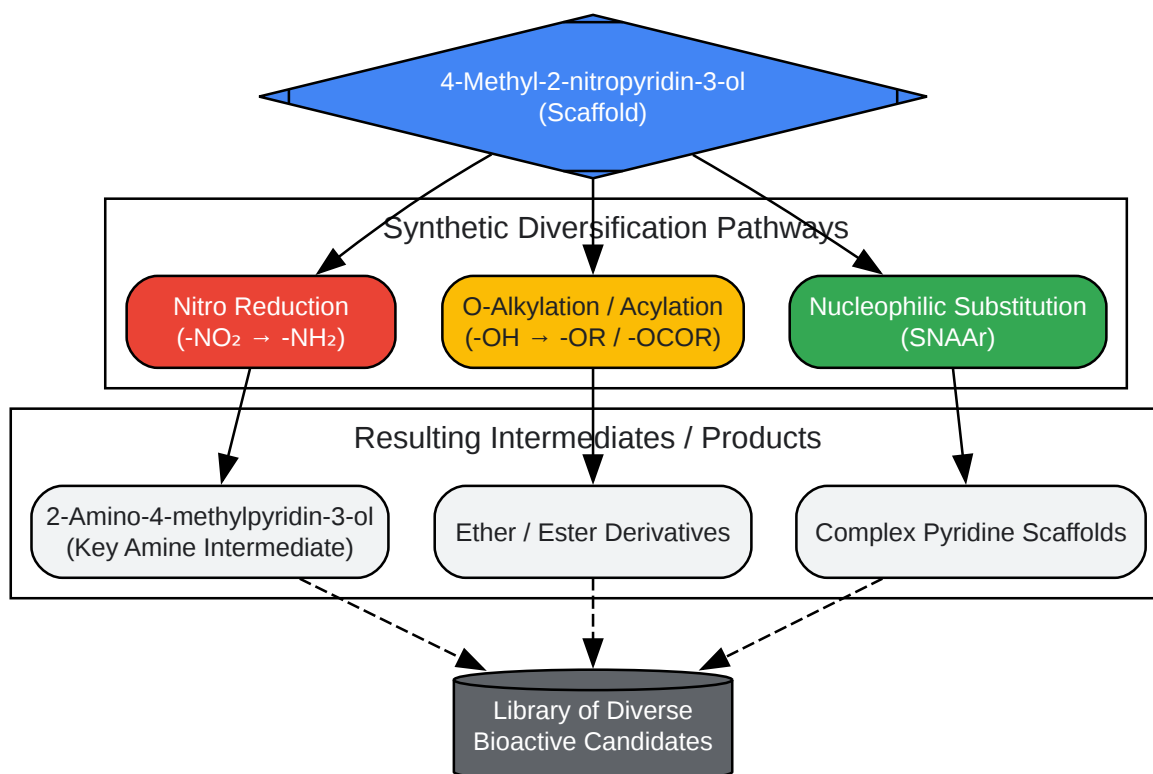 4-Methyl-2-nitropyridin-3-ol
(Scaffold)
Synthetic Diversification Pathways
Nitro Reduction
(-NO₂ → -NH₂)
O-Alkylation / Acylation
(-OH → -OR / -OCOR)
Nucleophilic Substitution
(SNAAr)
Resulting Intermediates / Products
2-Amino-4-methylpyridin-3-ol
(Key Amine Intermediate)
Ether / Ester Derivatives
Complex Pyridine Scaffolds
Library of Diverse
Bioactive Candidates